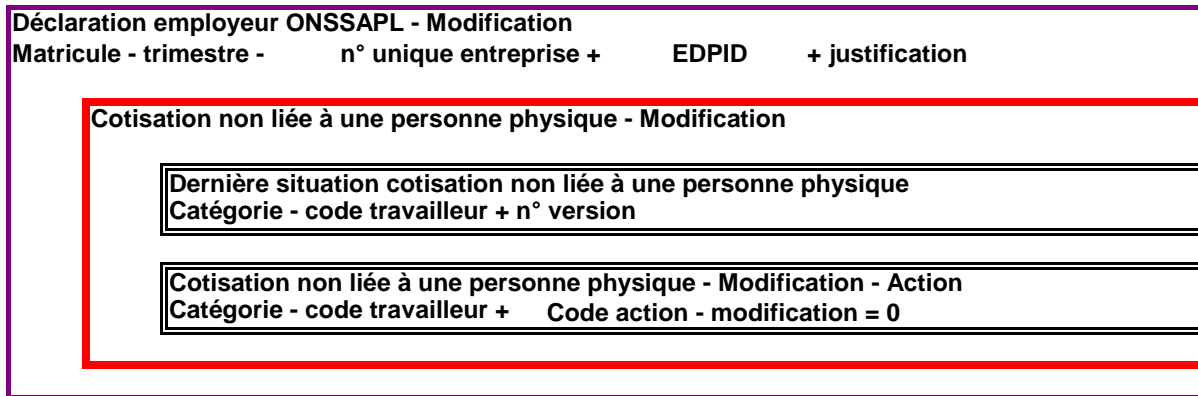 Déclaration employeur ONSSAPL - Modification
Matricule - trimestre - n° unique entreprise + EDPID + justification
Cotisation non liée à une personne physique - Modification
Dernière situation cotisation non liée à une personne physique
Catégorie - code travailleur + n° version
Cotisation non liée à une personne physique - Modification - Action
Catégorie - code travailleur + Code action - modification = 0